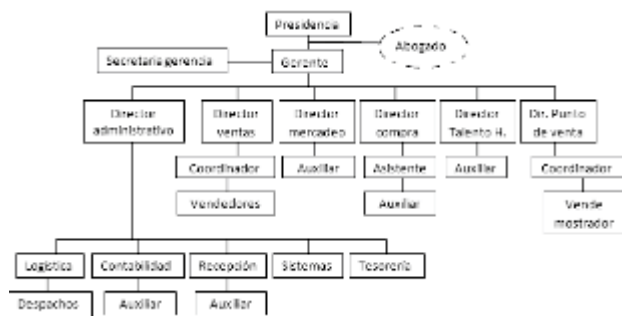 Presidencia
Abogado
Secretaria gerencia
Gerente
Director administrativo
Director ventas
Director mercadeo
Director compra
Director Talento H.
Dir. Punto de venta
Coordinador
Auxiliar
Asistente
Auxiliar
Coordinador
Vendedores
Auxiliar
Vende mostrador
Logística
Contabilidad
Recepción
Sistemas
Tesorería
Despachos
Auxiliar
Auxiliar